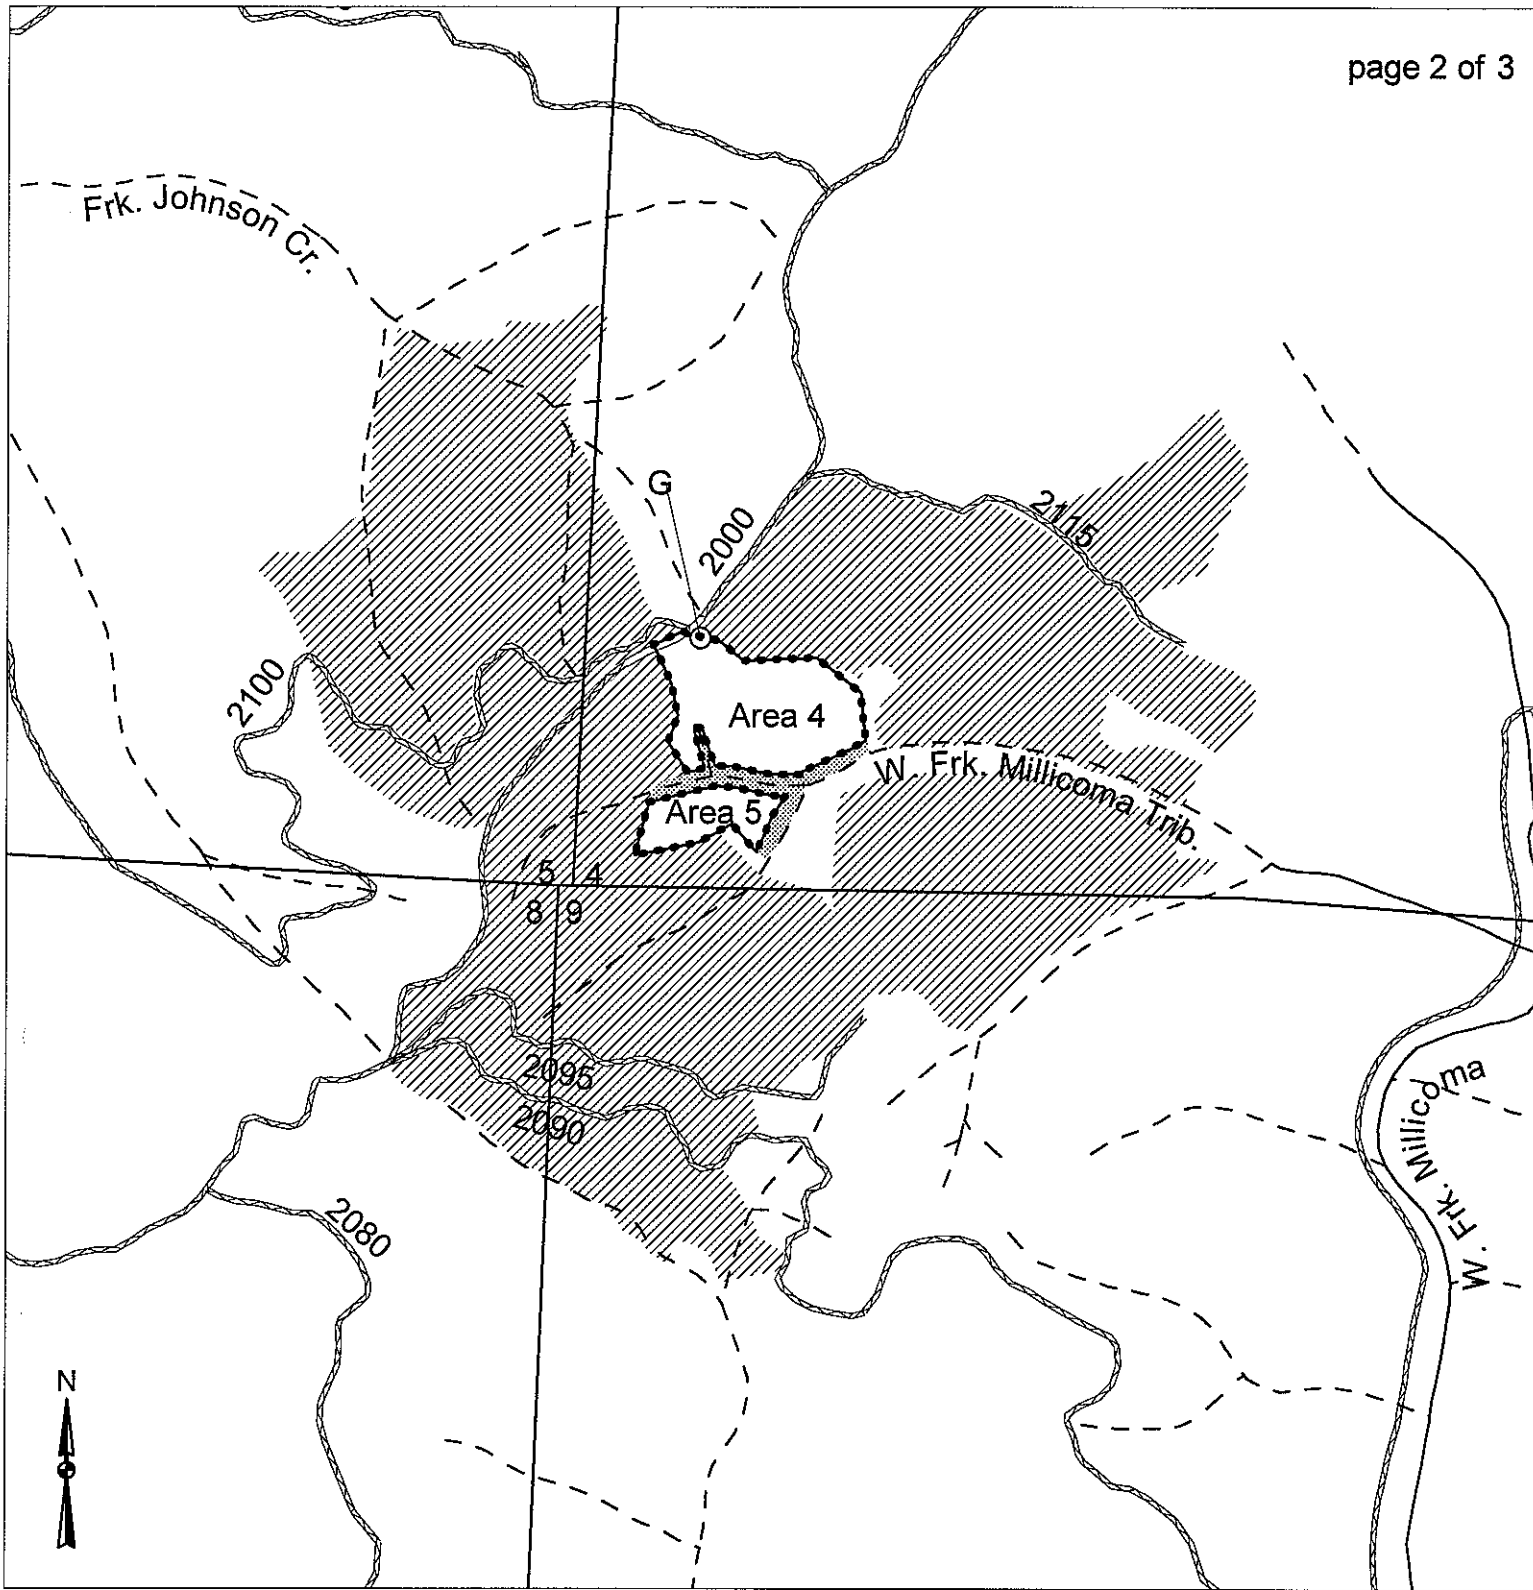 page 2 of 3
Frk. Johnson Cr.
G
2000
2115
2100
Area 4
W. Frk. Millicoma Trib.
Area 5
5 4
8 9
2095
2090
W. Frk. Millicoma
2080
N